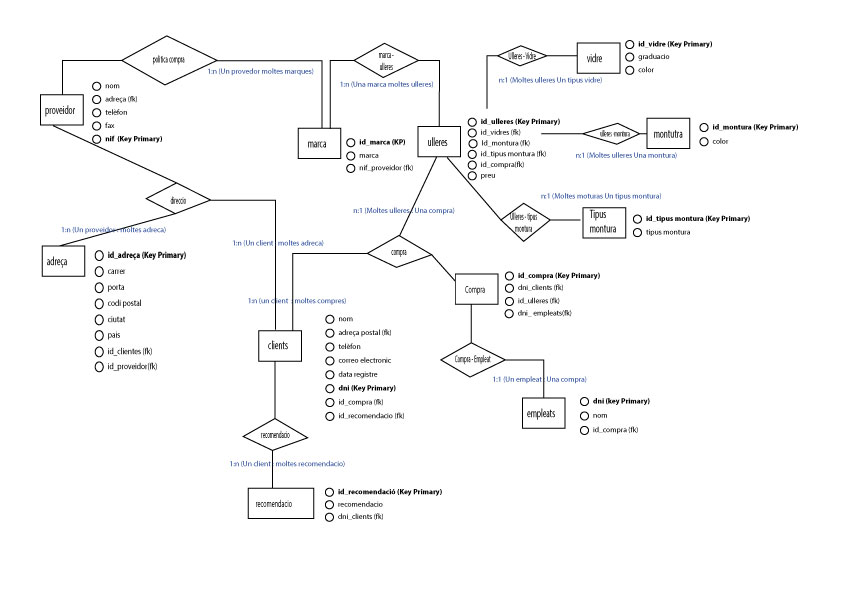 politica compra
1:n (Un provedor moltes marques)
proveidor
nom
adreça (fk)
telèfon
fax
nif (Key Primary)
marca -
ulleres
1:n (Una marca moltes ulleres)
marca
id_marca (KP)
marca
nif_proveidor (fk)
ulleres
id_ulleres (Key Primary)
id_vidres (fk)
Id_montura (fk)
id_tipus montura (fk)
id_compra(fk)
preu
Ulleres - Vidre
n:1 (Moltes ulleres Un tipus vidre)
vidre
id_vidre (Key Primary)
graduacio
color
ulleres -montura
n:1 (Moltes ulleres Una montura)
montutra
id_montura (Key Primary)
color
n:1 (Moltes moturas Un tipus montura)
Ulleres - tipus
montura
Tipus
montura
id_tipus montura (Key Primary)
tipus montura
direccio
1:n (Un proveidor : moltes adreca)
1:n (Un client : moltes adreca)
adreça
id_adreça (Key Primary)
carrer
porta
codi postal
ciutat
pais
id_clientes (fk)
id_proveidor(fk)
n:1 (Moltes ulleres : Una compra)
compra
1:n (un client : moltes compres)
Compra
id_compra (Key Primary)
dni_clients (fk)
id_ulleres (fk)
dni_ empleats(fk)
clients
nom
adreça postal (fk)
telèfon
correo electronic
data registre
dni (Key Primary)
id_compra (fk)
id_recomendacio (fk)
Compra - Empleat
1:1 (Un empleat : Una compra)
empleats
dni (key Primary)
nom
id_compra (fk)
recomendacio
1:n (Un client : moltes recomendacio)
recomendacio
id_recomendació (Key Primary)
recomendacio
dni_clients (fk)